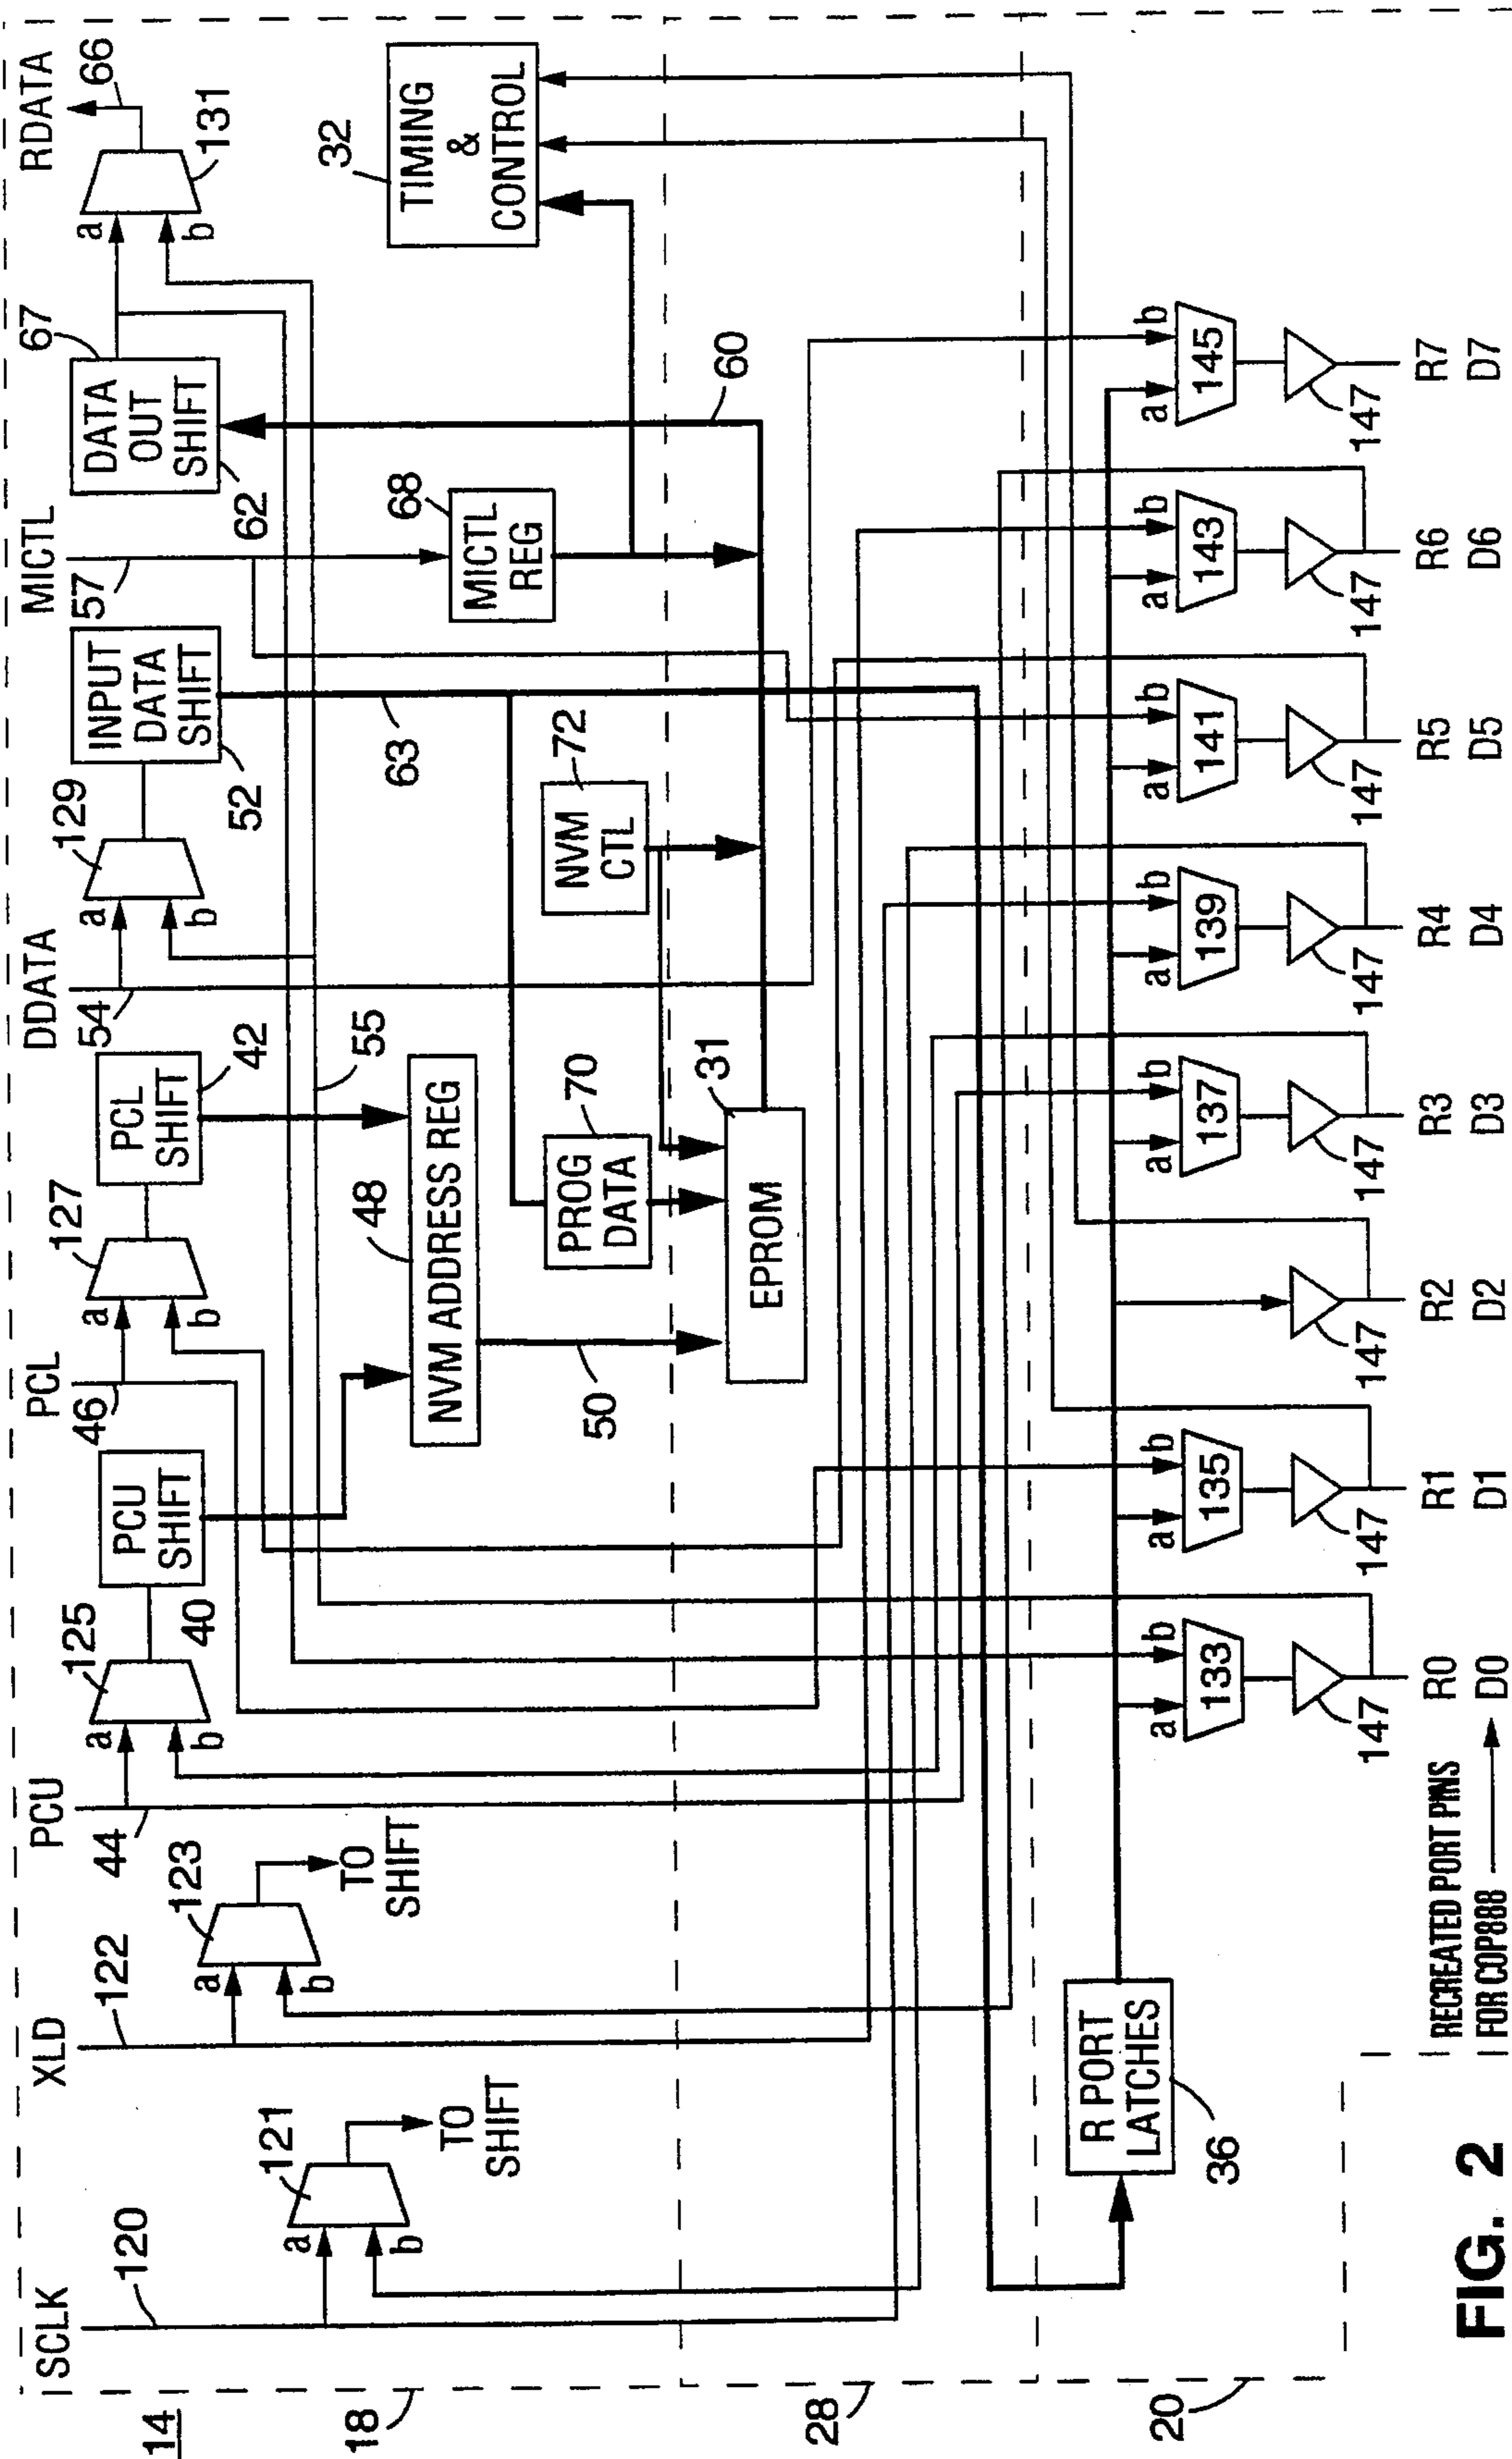 14
SCLK
XLD
PCU
PCL
DDATA
MICTL
RDATA
120
122
44
46
54
57
66
18
121
a
b
TO
SHIFT
123
a
b
TO
SHIFT
125
a
b
PCU
SHIFT
40
127
a
b
PCL
SHIFT
42
55
129
a
b
INPUT
DATA
SHIFT
52
DATA
OUT
SHIFT
67
62
131
a
b
NVM ADDRESS REG
48
63
MICTL
REG
68
TIMING
&
CONTROL
32
50
PROG
DATA
70
NVM
CTL
72
60
28
EPROM
31
20
R PORT
LATCHES
36
a
b
133
a
b
135
a
b
137
a
b
139
a
b
141
a
b
143
a
b
145
147
147
147
147
147
147
147
147
RECREATED PORT PINS
FOR COP888
R0 R1 R2 R3 R4 R5 R6 R7
D0 D1 D2 D3 D4 D5 D6 D7
FIG. 2